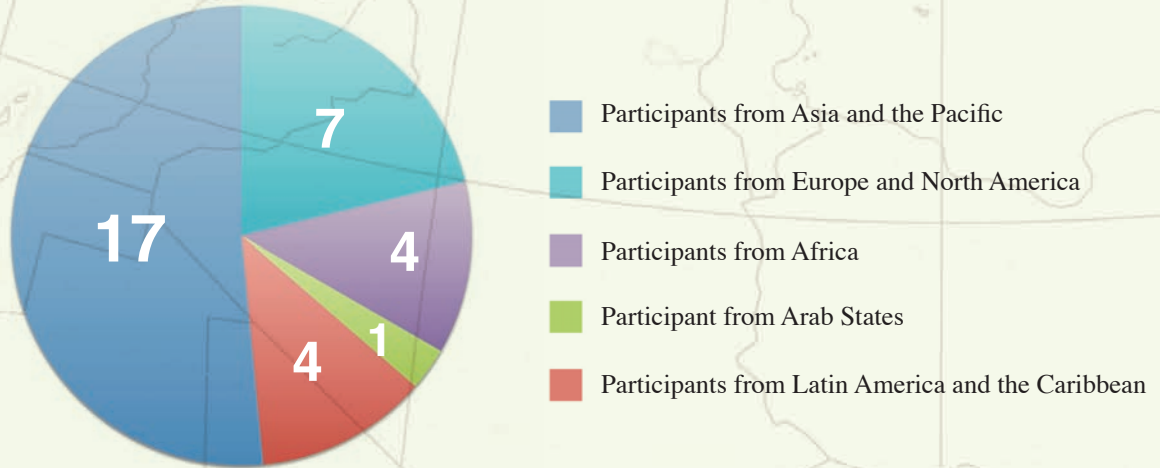 7
17
4
1
4
Participants from Asia and the Pacific
Participants from Europe and North America
Participants from Africa
Participant from Arab States
Participants from Latin America and the Caribbean